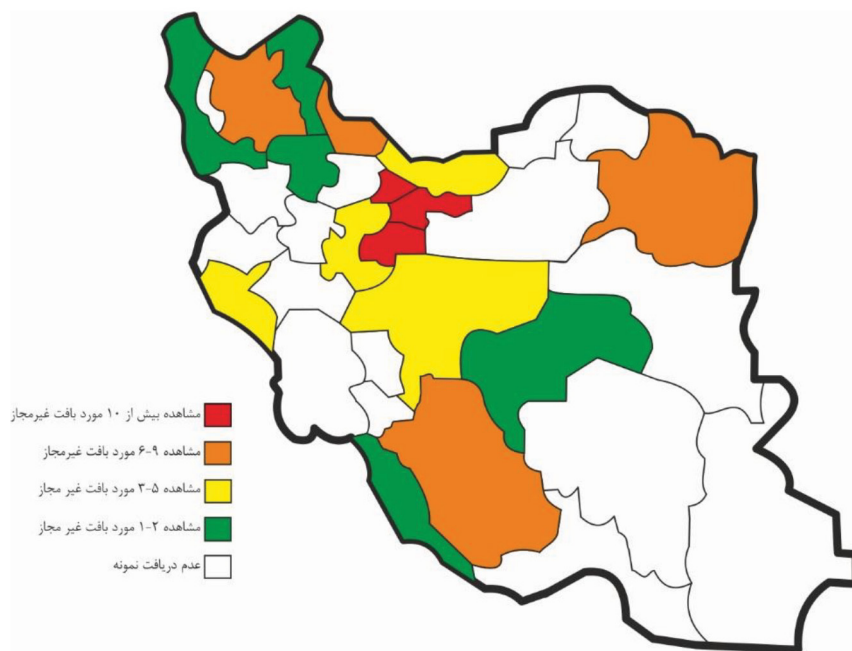 مشاهده بیش از ۱۰ مورد بافت غیرمجاز
مشاهده ۹-۶ مورد بافت غیرمجاز
مشاهده ۵-۳ مورد بافت غیر مجاز
مشاهده ۲-۱ مورد بافت غیر مجاز
عدم دریافت نمونه